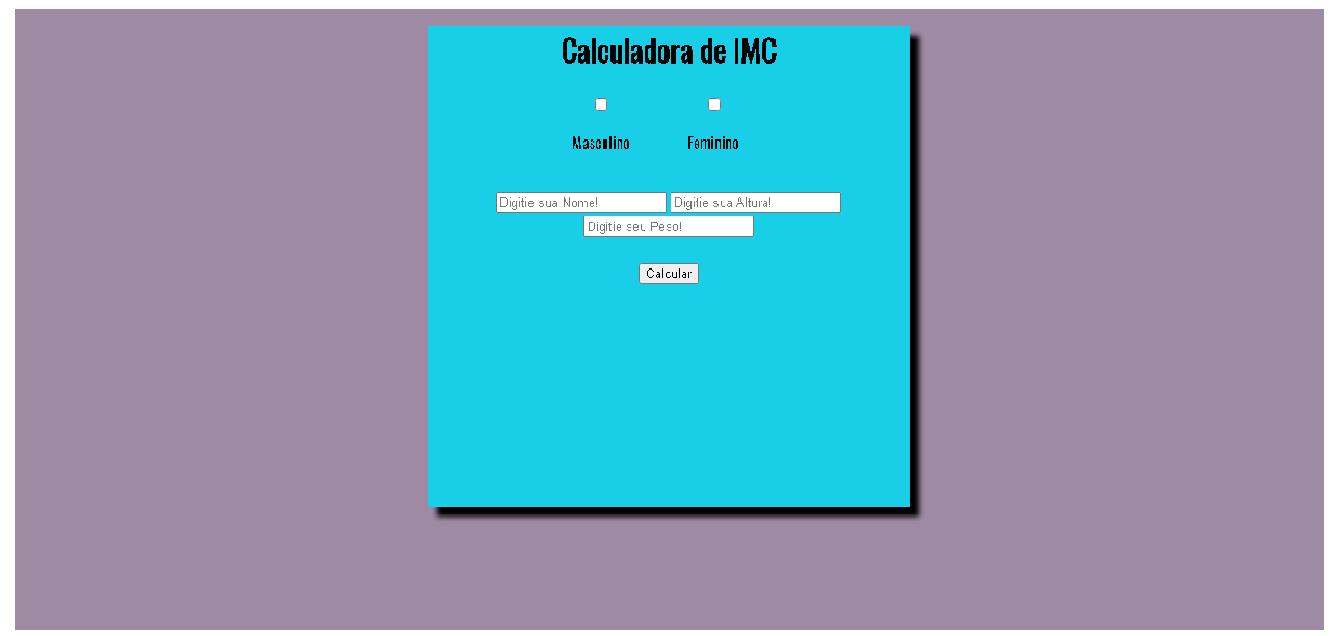 Calculadora de IMC
Masculino Feminino
Digitie sua Nome! Digitie sua Altura!
Digitie seu Peso!
Calcular